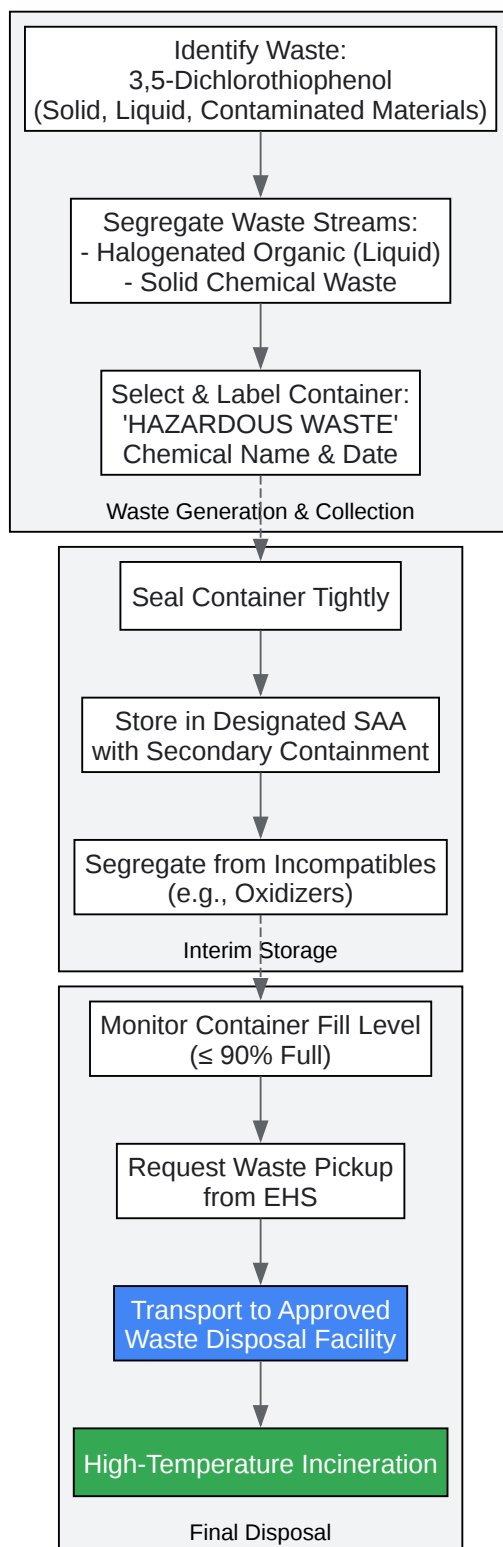 Identify Waste:
3,5-Dichlorothiophenol
(Solid, Liquid, Contaminated Materials)
Segregate Waste Streams:
- Halogenated Organic (Liquid)
- Solid Chemical Waste
Select & Label Container:
'HAZARDOUS WASTE'
Chemical Name & Date
Waste Generation & Collection
Seal Container Tightly
Store in Designated SAA
with Secondary Containment
Segregate from Incompatibles
(e.g., Oxidizers)
Interim Storage
Monitor Container Fill Level
(≤ 90% Full)
Request Waste Pickup
from EHS
Transport to Approved
Waste Disposal Facility
High-Temperature Incineration
Final Disposal